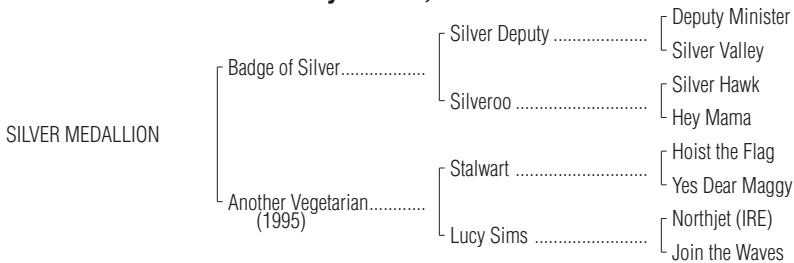 Deputy Minister
Silver Deputy ....................
Silver Valley
Badge of Silver..................
Silver Hawk
Silveroo ............................
Hey Mama
SILVER MEDALLION
Hoist the Flag
Stalwart ............................
Yes Dear Maggy
Another Vegetarian............
(1995)
Northjet (IRE)
Lucy Sims ........................
Join the Waves